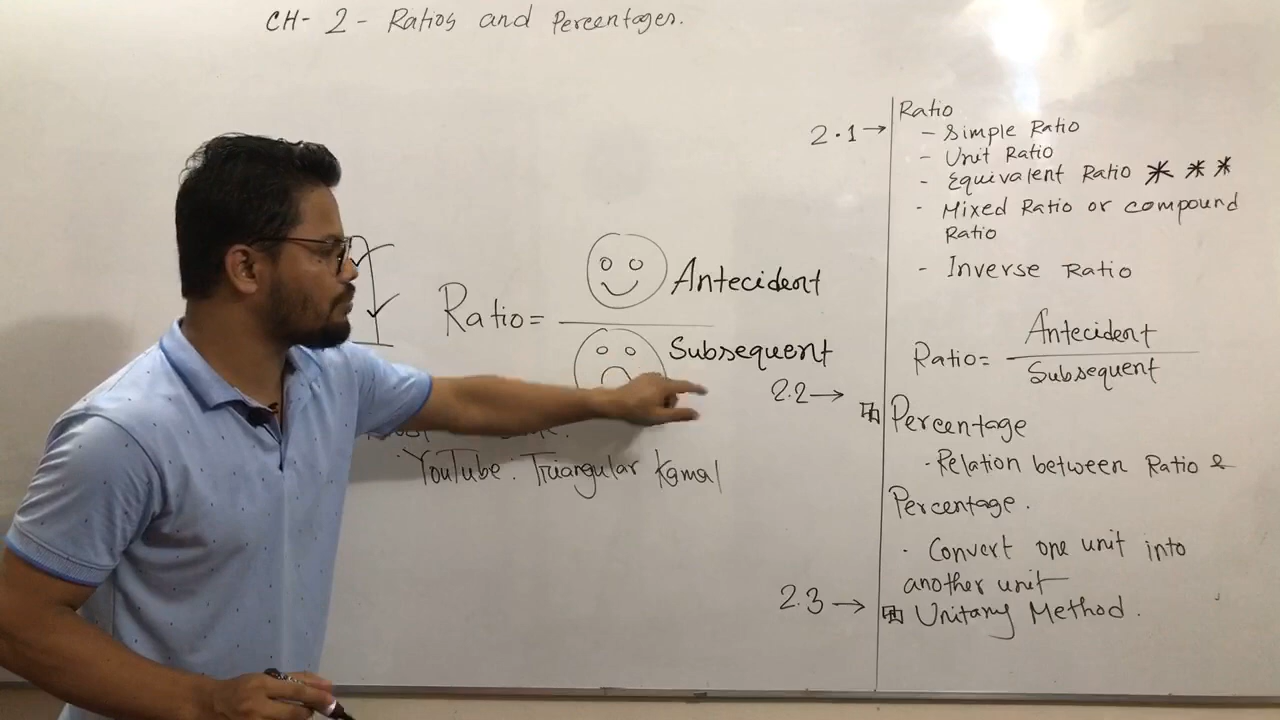 CH- 2 - Ratios and Percentages.
Ratio = Antecident
Subsequent
YouTube: Triangular Kamal
2.1 → Ratio
- Simple Ratio
- Unit Ratio
- Equivalent Ratio * * *
- Mixed Ratio or compound
Ratio
- Inverse Ratio
Ratio= Antecident
Subsequent
2.2 → Percentage
· Relation between Ratio &
Percentage.
· Convert one unit into
another unit
2.3 → Unitary Method.